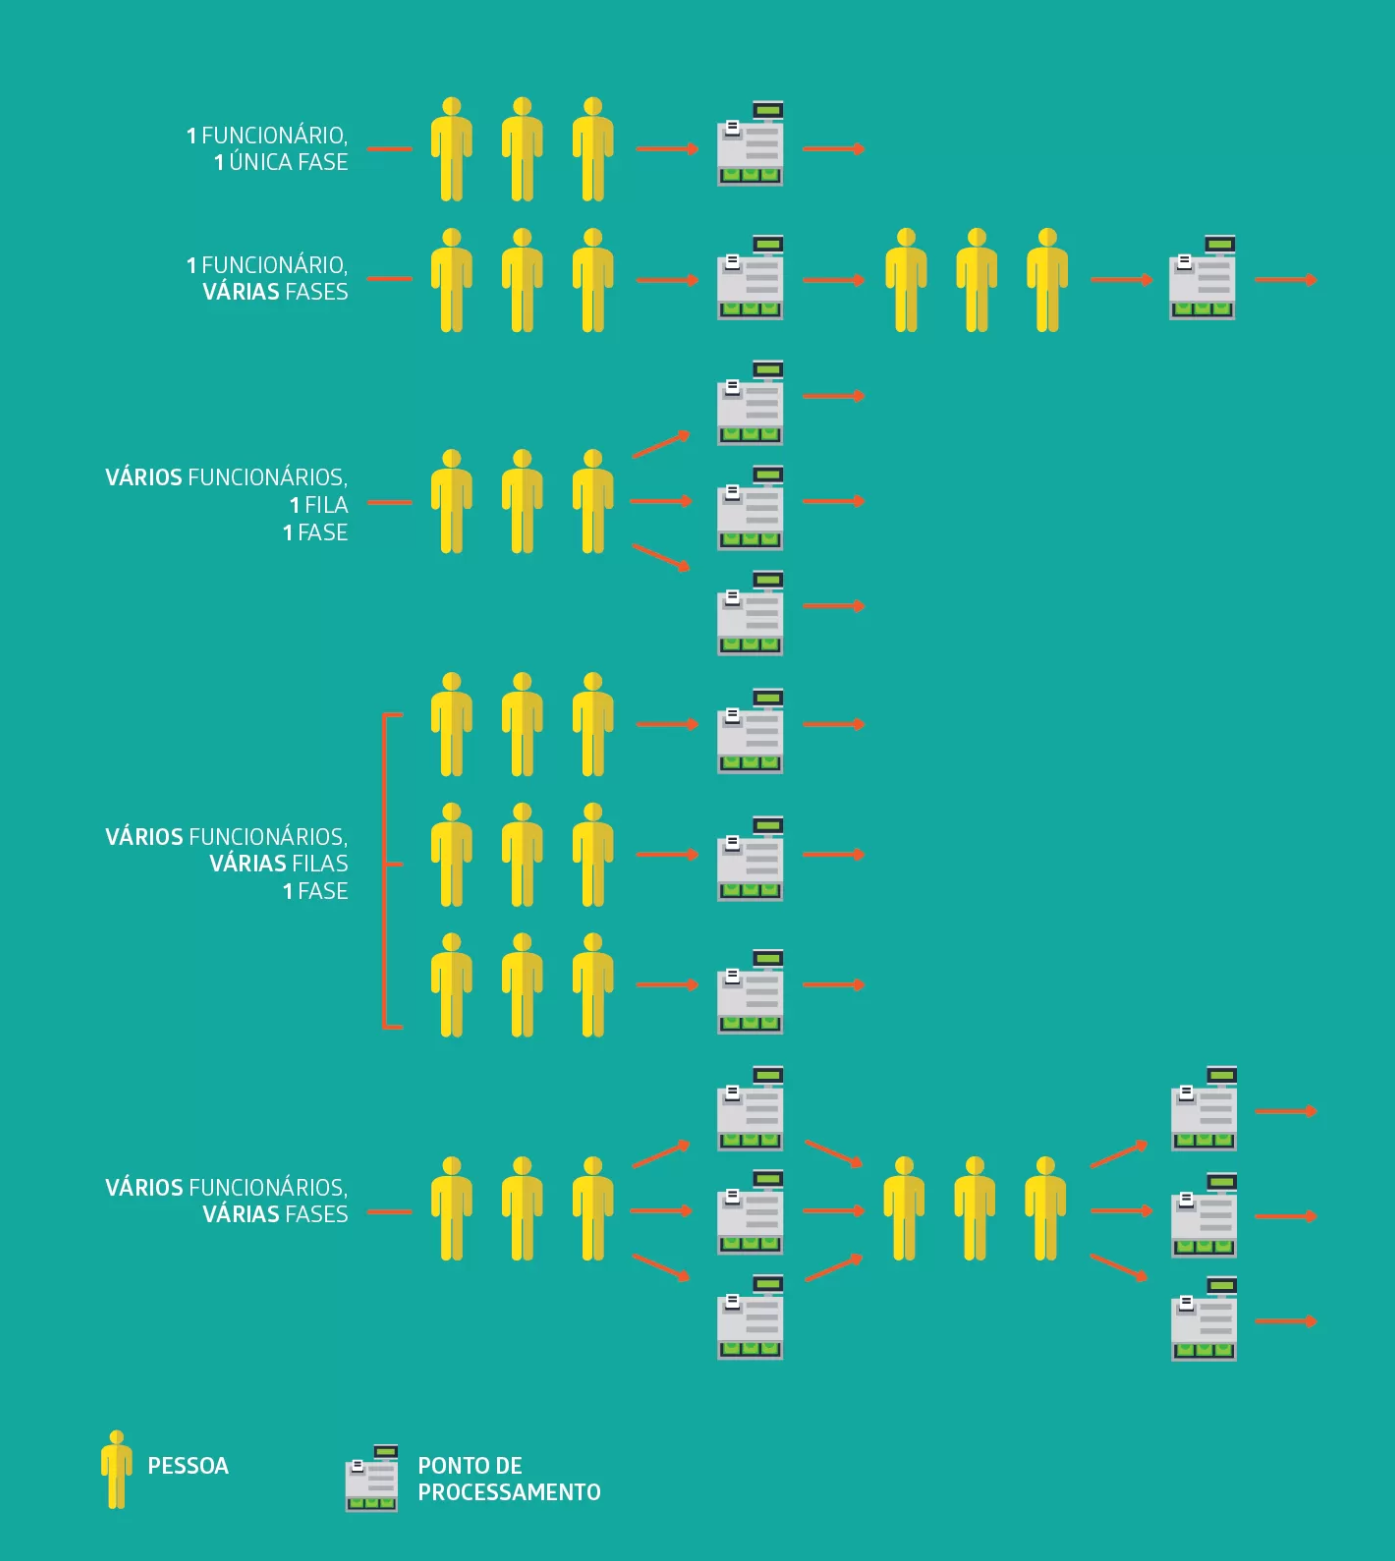 1 FUNCIONÁRIO,
1 ÚNICA FASE
1 FUNCIONÁRIO,
VÁRIAS FASES
VÁRIOS FUNCIONÁRIOS,
1 FILA
1 FASE
VÁRIOS FUNCIONÁRIOS,
VÁRIAS FILAS
1 FASE
VÁRIOS FUNCIONÁRIOS,
VÁRIAS FASES
PESSOA
PONTO DE
PROCESSAMENTO